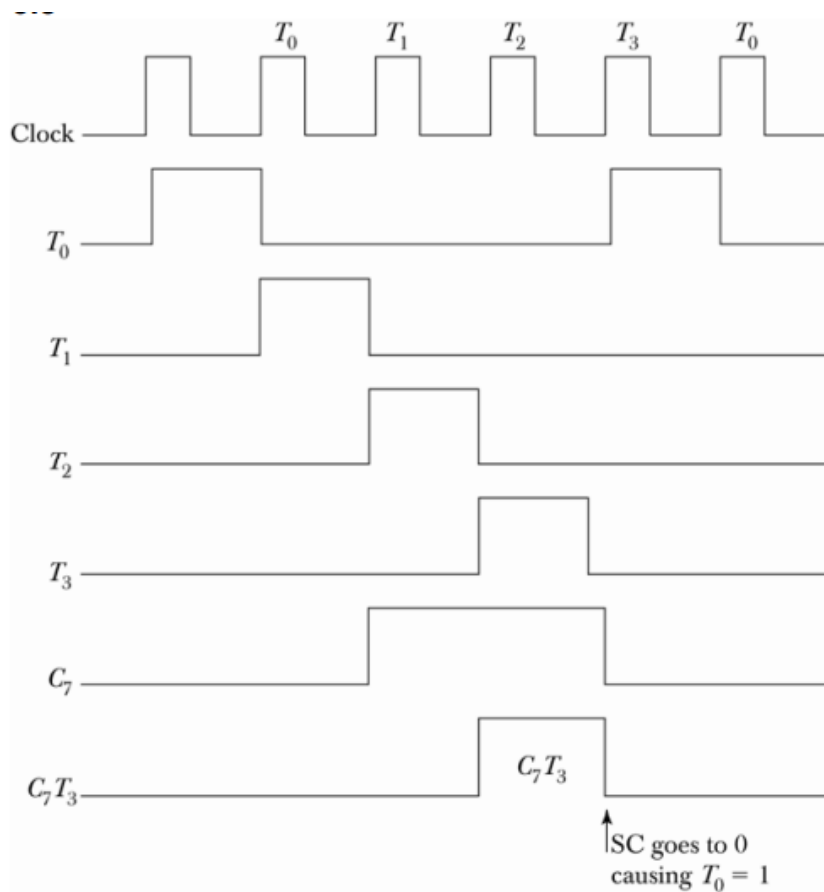 T₀ T₁ T₂ T₃ T₀
Clock
T₀
T₁
T₂
T₃
C₇
C₇T₃
C₇T₃
SC goes to 0
causing T₀ = 1